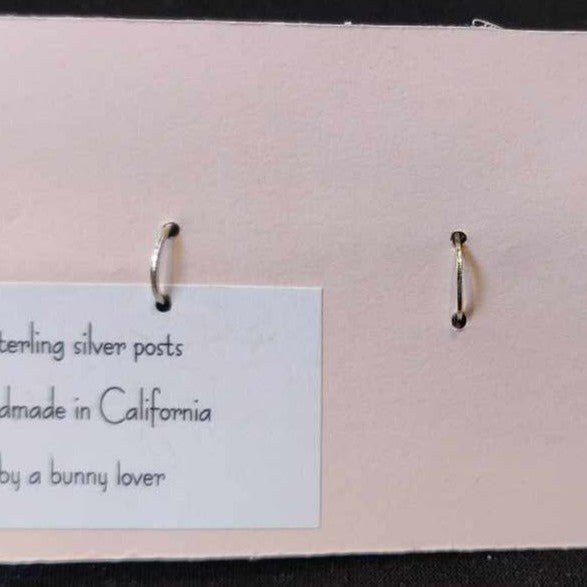 terling silver posts
dmade in California
by a bunny lover